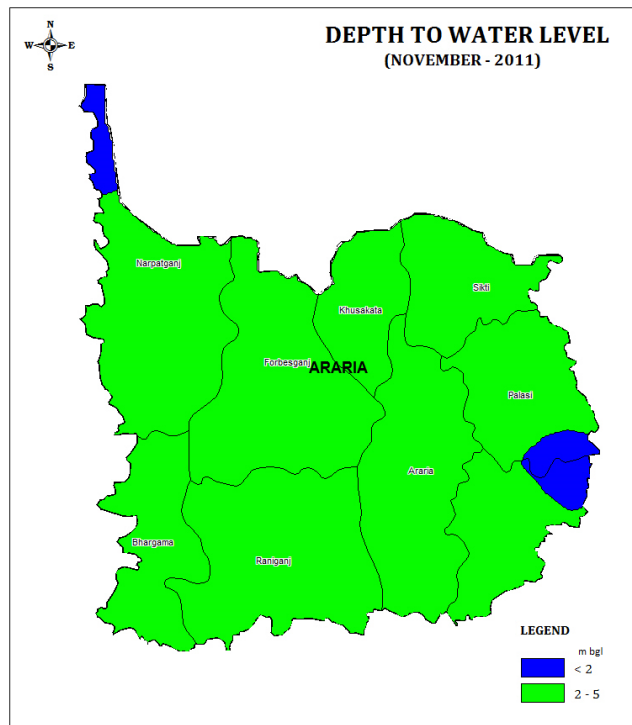 DEPTH TO WATER LEVEL
(NOVEMBER - 2011)
N
W E
S
Narpatganj
Sikti
Khusakata
Forbesganj
ARARIA
Palasi
Araria
Bhargama
Raniganj
LEGEND
m bgl
< 2
2 - 5